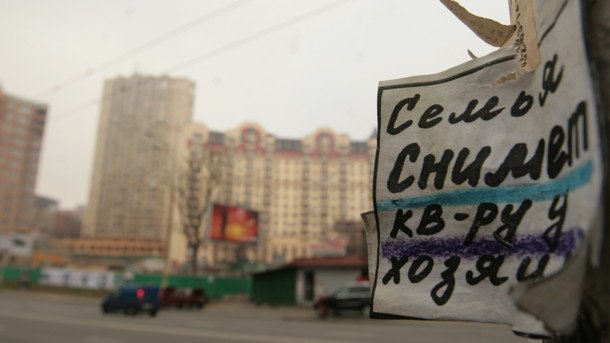 Семья
снимет
кв-ру у
хозяи